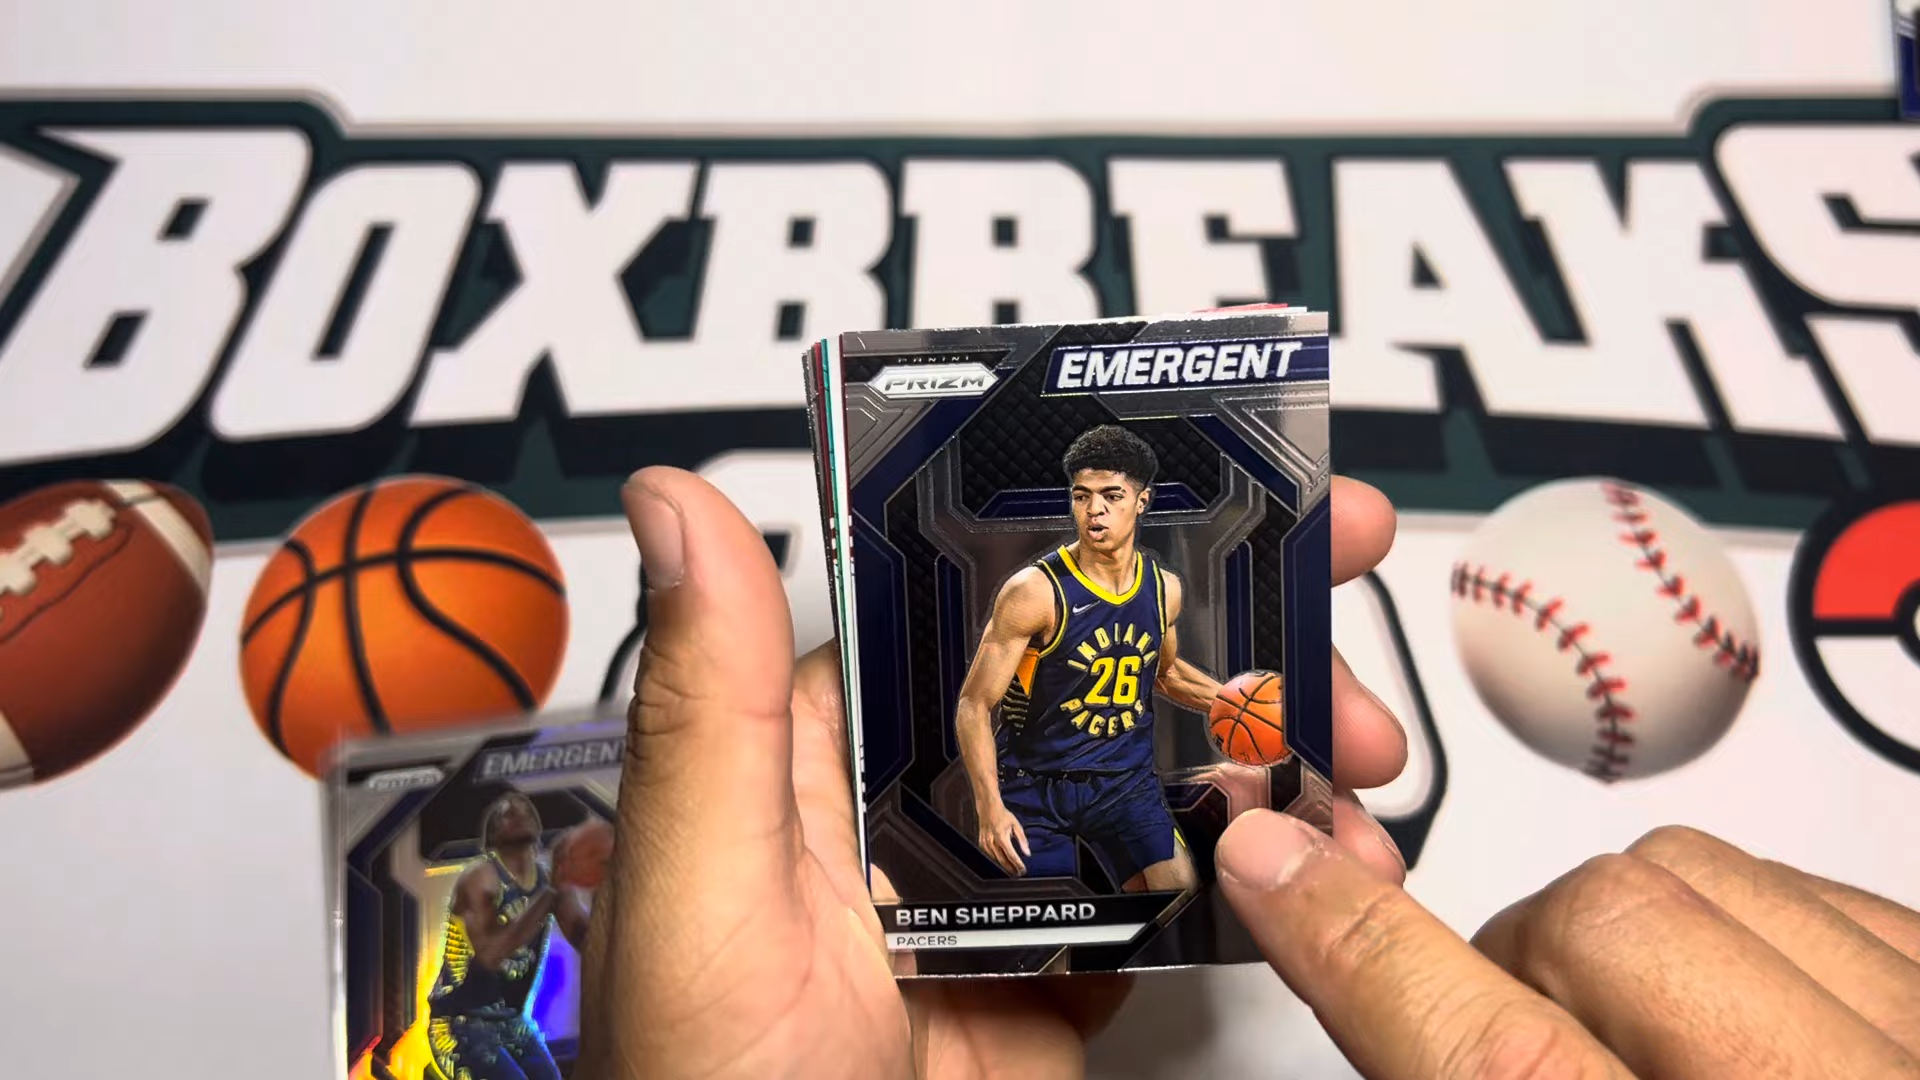 BOXBREAKS
PANINI
PRIZM
EMERGENT
INDIANA
26
PACERS
BEN SHEPPARD
PACERS
PRIZM
EMERGENT